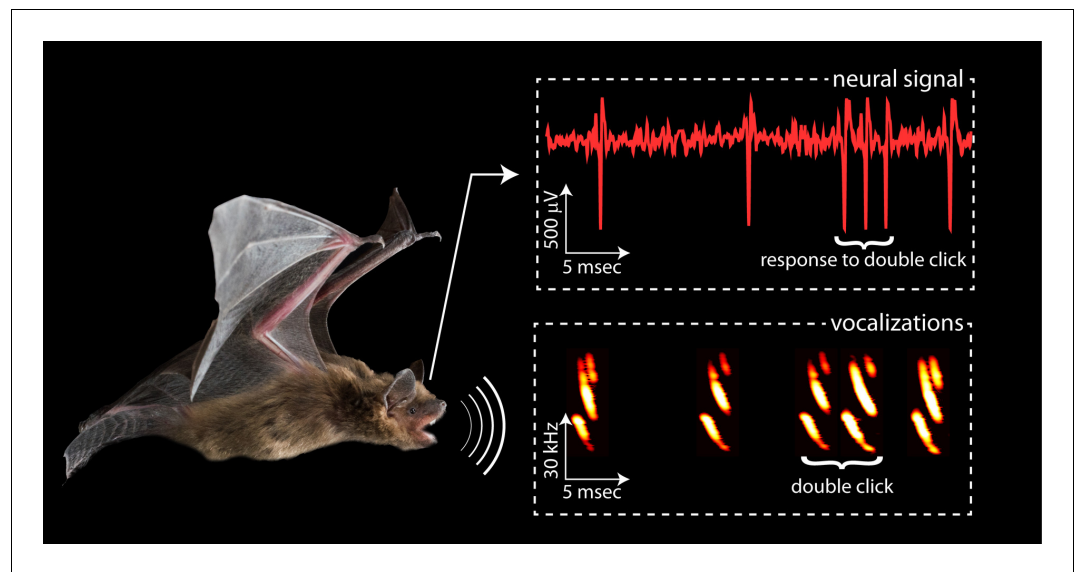 neural signal
500 μV
5 msec
response to double click
vocalizations
30 kHz
5 msec
double click